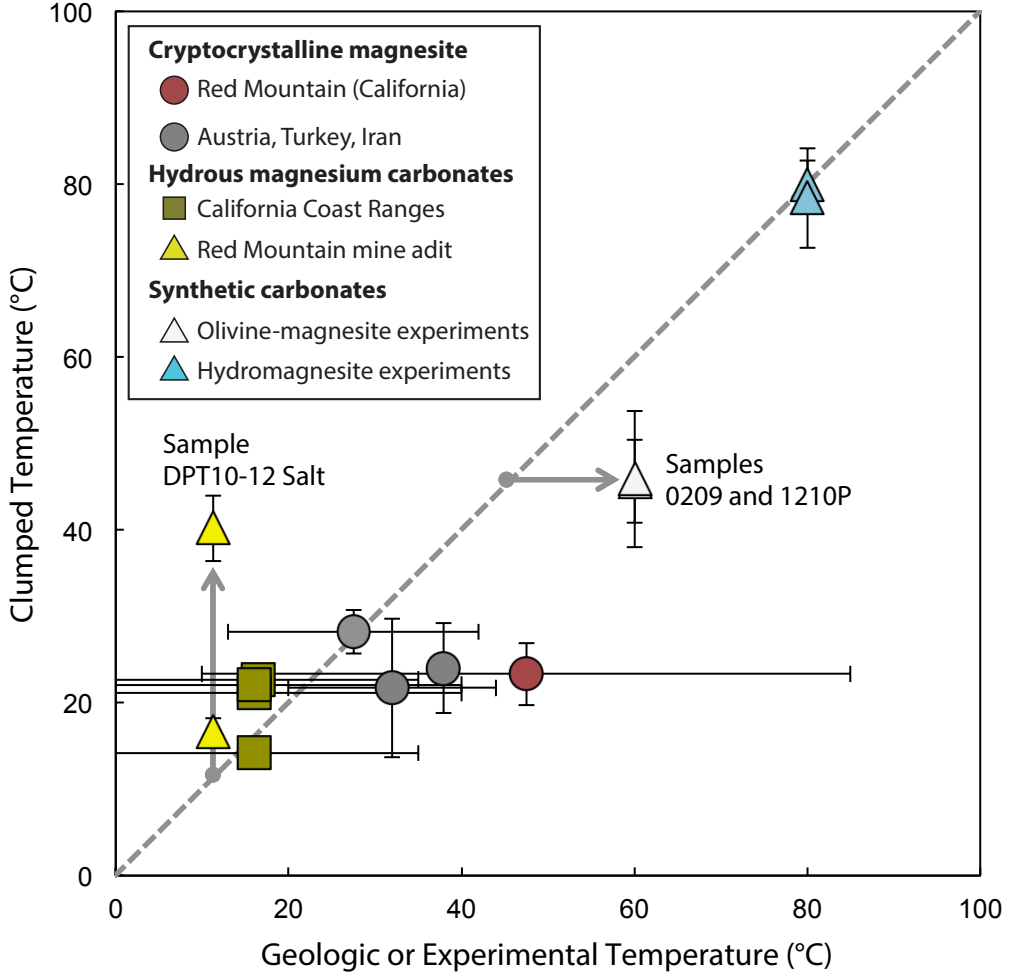 Cryptocrystalline magnesite
Red Mountain (California)
Austria, Turkey, Iran
Hydrous magnesium carbonates
California Coast Ranges
Red Mountain mine adit
Synthetic carbonates
Olivine-magnesite experiments
Hydromagnesite experiments
Sample
DPT10-12 Salt
Samples
0209 and 1210P
Clumped Temperature (°C)
100
80
60
40
20
0
0 20 40 60 80 100
Geologic or Experimental Temperature (°C)